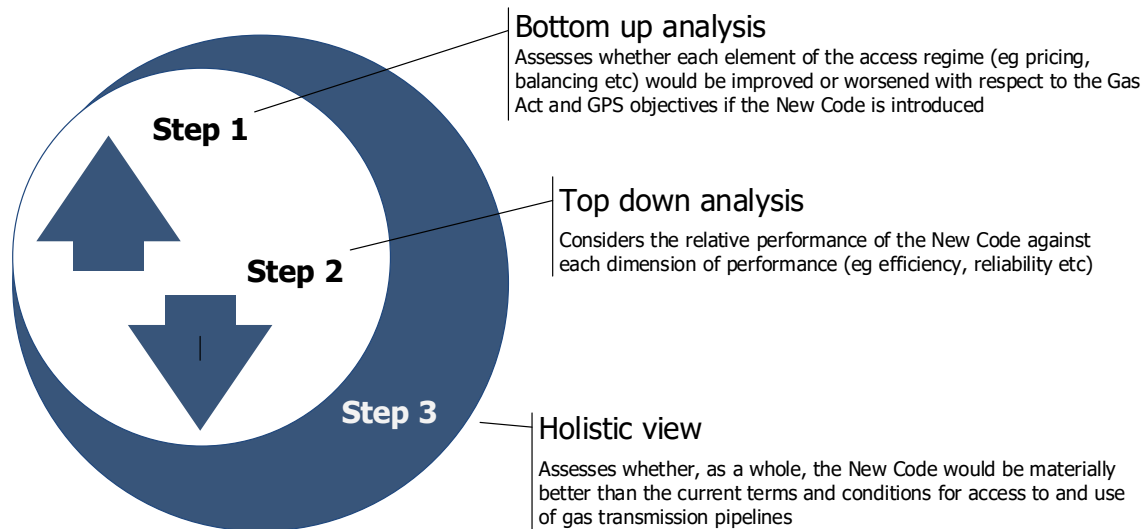 Bottom up analysis
Assesses whether each element of the access regime (eg pricing,
balancing etc) would be improved or worsened with respect to the Gas
Act and GPS objectives if the New Code is introduced
Step 1
Top down analysis
Considers the relative performance of the New Code against
each dimension of performance (eg efficiency, reliability etc)
Step 2
Step 3
Holistic view
Assesses whether, as a whole, the New Code would be materially
better than the current terms and conditions for access to and use
of gas transmission pipelines